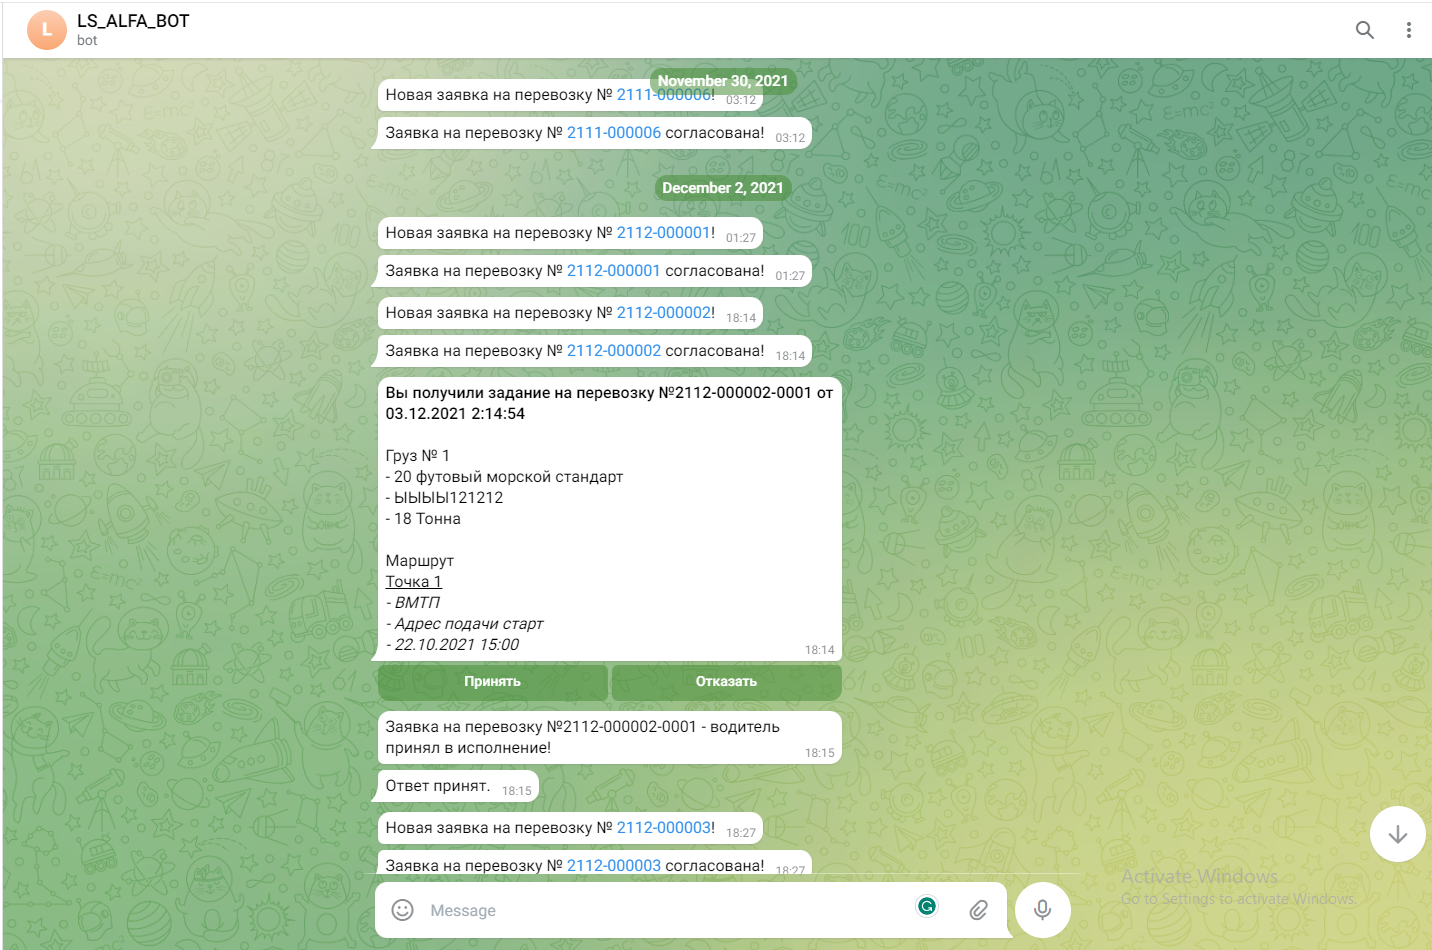 L
LS_ALFA_BOT
bot
November 30, 2021
Новая заявка на перевозку № 2111-000006! 03:12
Заявка на перевозку № 2111-000006 согласована! 03:12
December 2, 2021
Новая заявка на перевозку № 2112-000001! 01:27
Заявка на перевозку № 2112-000001 согласована! 01:27
Новая заявка на перевозку № 2112-000002! 18:14
Заявка на перевозку № 2112-000002 согласована! 18:14
Вы получили задание на перевозку №2112-000002-0001 от
03.12.2021 2:14:54
Груз № 1
- 20 футовый морской стандарт
- ЫЫЫЫ121212
- 18 Тонна
Маршрут
Точка 1
- ВМТП
- Адрес подачи старт
- 22.10.2021 15:00
18:14
Принять Отказать
Заявка на перевозку №2112-000002-0001 - водитель
принял в исполнение! 18:15
Ответ принят. 18:15
Новая заявка на перевозку № 2112-000003! 18:27
Заявка на перевозку № 2112-000003 согласована! 18:27
Message
Activate Windows
Go to Settings to activate Windows.